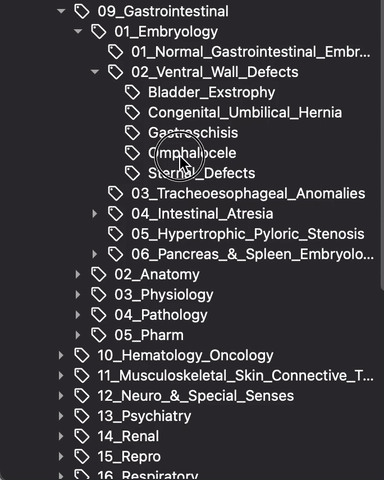 09_Gastrointestinal
01_Embryology
01_Normal_Gastrointestinal_Embr...
02_Ventral_Wall_Defects
Bladder_Exstrophy
Congenital_Umbilical_Hernia
Gastroschisis
Omphalocele
Sternal_Defects
03_Tracheoesophageal_Anomalies
04_Intestinal_Atresia
05_Hypertrophic_Pyloric_Stenosis
06_Pancreas_&_Spleen_Embryolo...
02_Anatomy
03_Physiology
04_Pathology
05_Pharm
10_Hematology_Oncology
11_Musculoskeletal_Skin_Connective_T...
12_Neuro_&_Special_Senses
13_Psychiatry
14_Renal
15_Repro
16_Respiratory